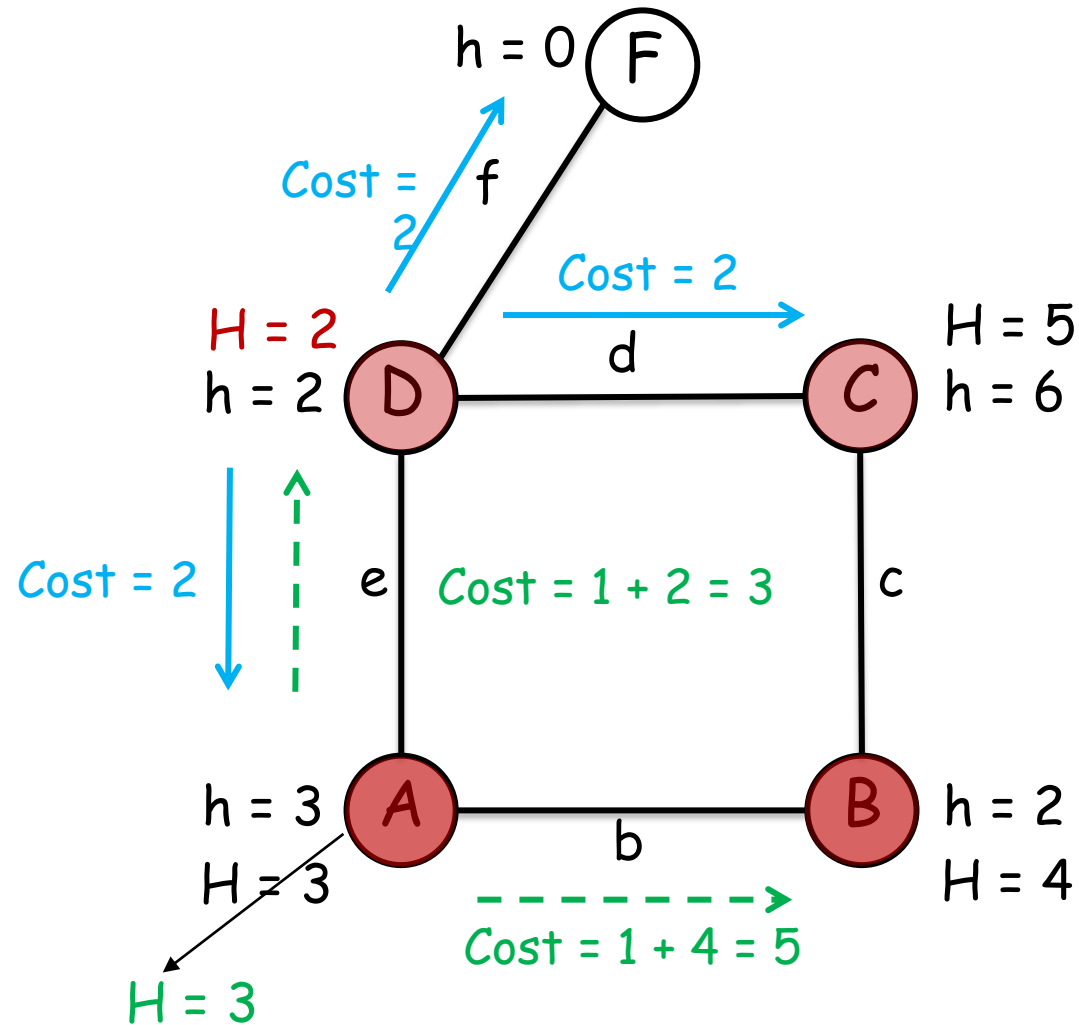 h = 0
F
Cost =
2
f
Cost = 2
d
H = 2
h = 2
D
C
H = 5
h = 6
Cost = 2
e
Cost = 1 + 2 = 3
c
h = 3
H = 3
A
b
B
h = 2
H = 4
Cost = 1 + 4 = 5
H = 3